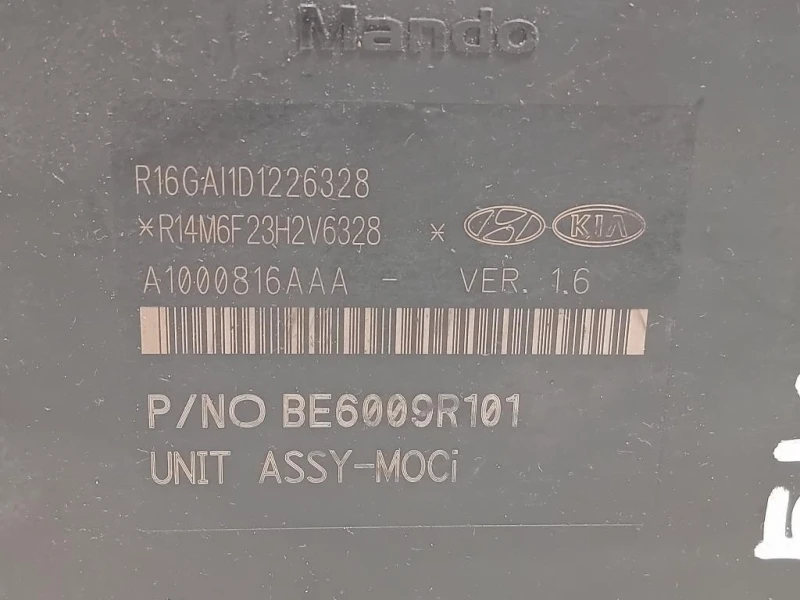 Mando
R16GAI1D1226328
*R14M6F23H2V6328 * KIA
A1000816AAA - VER. 1.6
P/NO BE6009R101
UNIT ASSY-MOCi